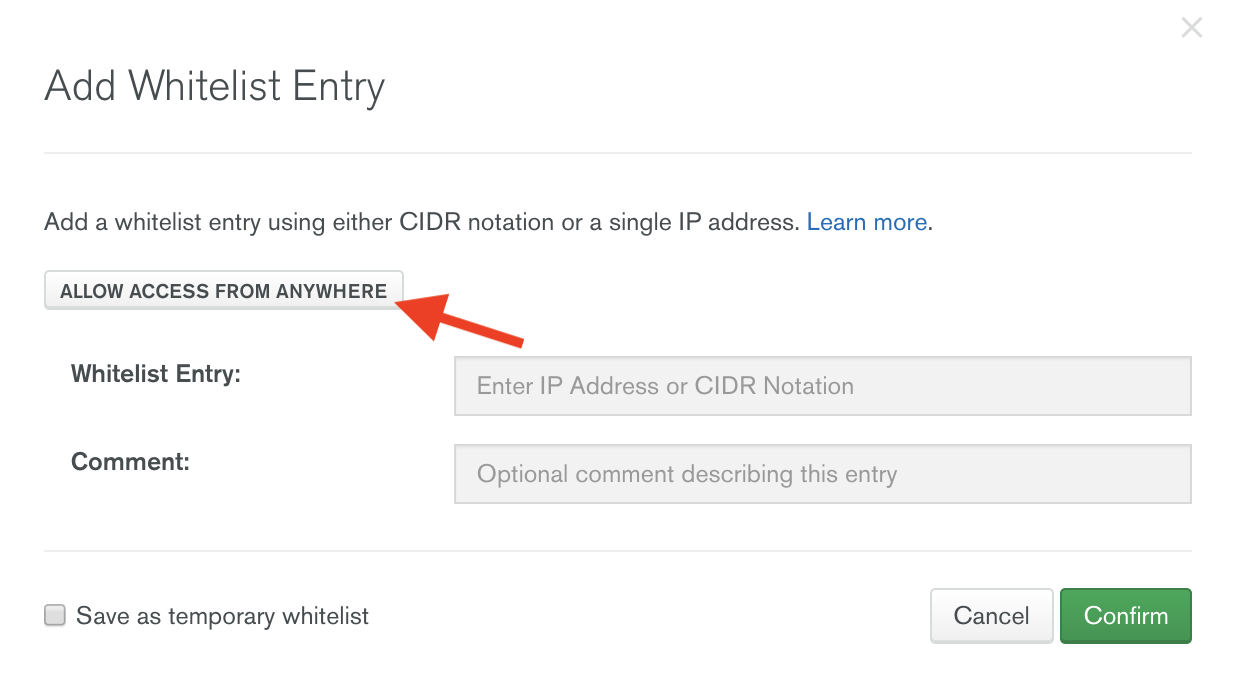 Add Whitelist Entry
Add a whitelist entry using either CIDR notation or a single IP address. Learn more.
ALLOW ACCESS FROM ANYWHERE
Whitelist Entry:
Enter IP Address or CIDR Notation
Comment:
Optional comment describing this entry
Save as temporary whitelist
Cancel
Confirm